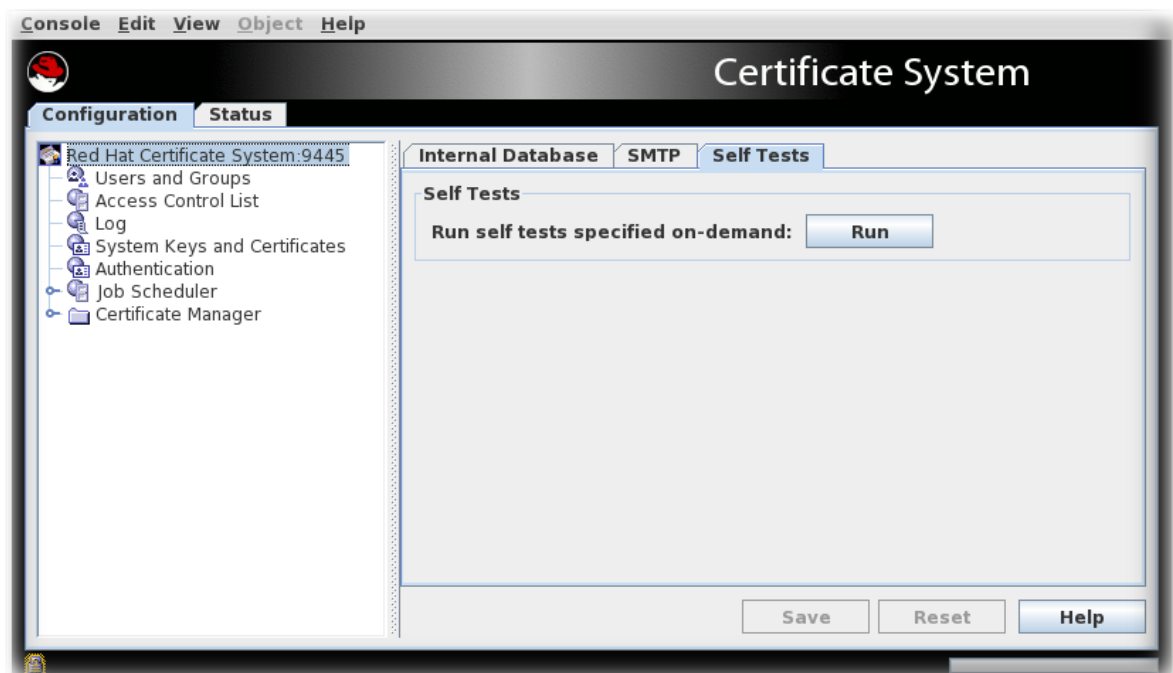 Console Edit View Object Help
Certificate System
Configuration Status
Red Hat Certificate System:9445
Users and Groups
Access Control List
Log
System Keys and Certificates
Authentication
Job Scheduler
Certificate Manager
Internal Database SMTP Self Tests
Self Tests
Run self tests specified on-demand: Run
Save Reset Help